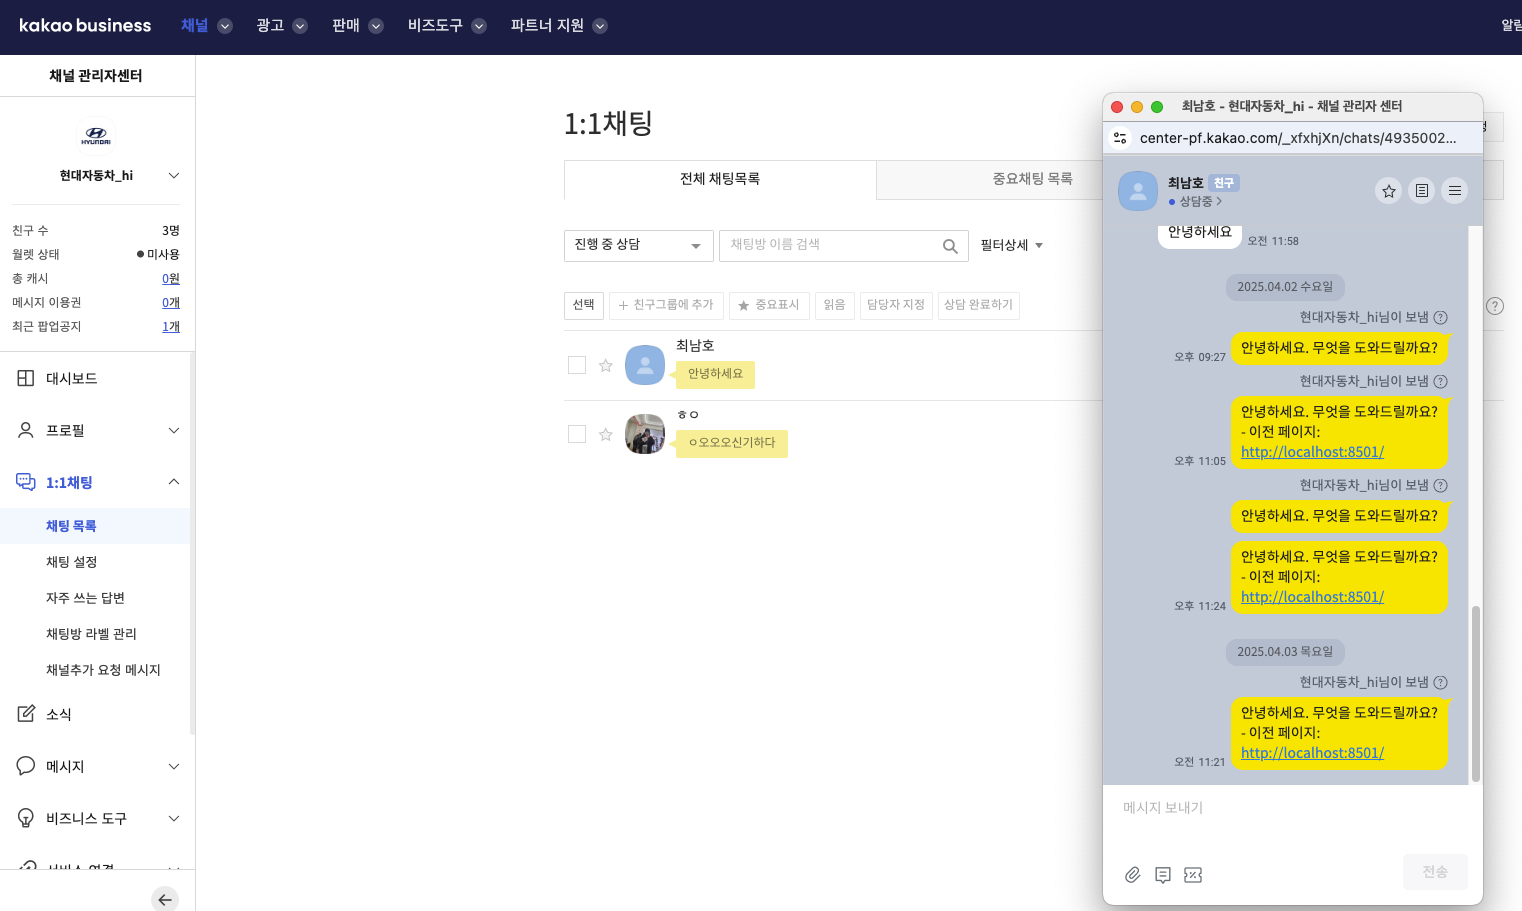 kakao business
채널
광고
판매
비즈도구
파트너 지원
채널 관리자센터
HYUNDAI
현대자동차_hi
친구 수 3명
월렛 상태 미사용
총 캐시 0원
메시지 이용권 0개
최근 팝업공지 1개
대시보드
프로필
1:1채팅
채팅 목록
채팅 설정
자주 쓰는 답변
채팅방 라벨 관리
채널추가 요청 메시지
소식
메시지
비즈니스 도구
1:1채팅
전체 채팅목록
중요채팅 목록
진행 중 상담
채팅방 이름 검색
필터상세
선택
+ 친구그룹에 추가
★ 중요표시
읽음
담당자 지정
상담 완료하기
?
최남호
안녕하세요
ㅎㅇ
ㅇ오오오신기하다
최남호 - 현대자동차_hi - 채널 관리자 센터
center-pf.kakao.com/_xfxhjXn/chats/4935002...
최남호 친구
상담중
안녕하세요
오전 11:58
2025.04.02 수요일
현대자동차_hi님이 보냄 ?
안녕하세요. 무엇을 도와드릴까요?
오후 09:27
현대자동차_hi님이 보냄 ?
안녕하세요. 무엇을 도와드릴까요?
- 이전 페이지:
http://localhost:8501/
오후 11:05
현대자동차_hi님이 보냄 ?
안녕하세요. 무엇을 도와드릴까요?
안녕하세요. 무엇을 도와드릴까요?
- 이전 페이지:
http://localhost:8501/
오후 11:24
2025.04.03 목요일
현대자동차_hi님이 보냄 ?
안녕하세요. 무엇을 도와드릴까요?
- 이전 페이지:
http://localhost:8501/
오전 11:21
메시지 보내기
전송